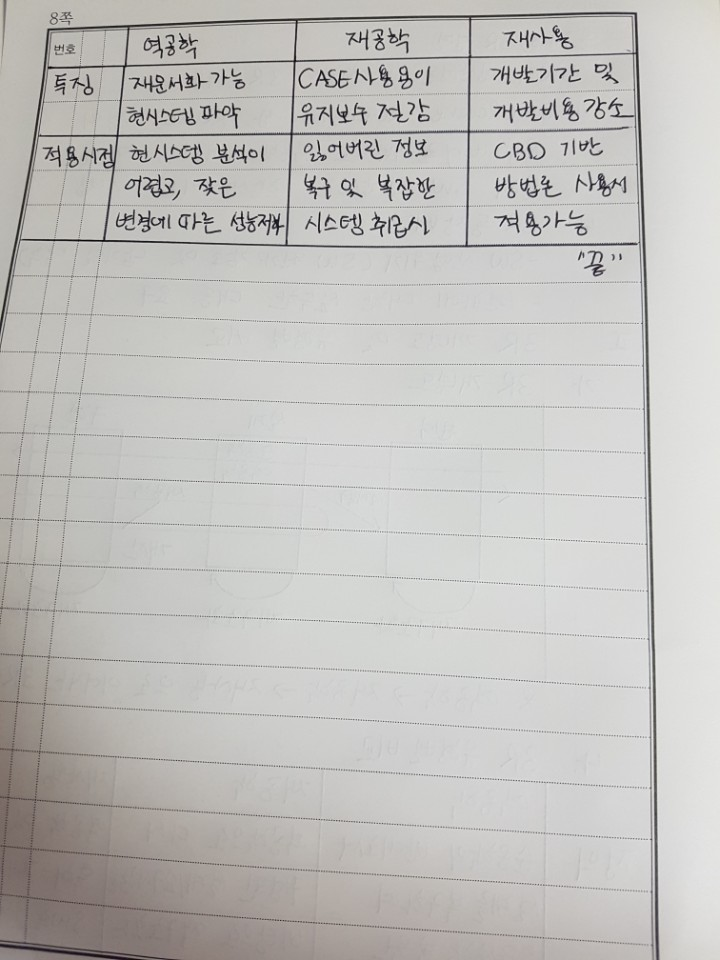 8쪽
번호 역공학 재공학 재사용
특징 재문서화 가능 CASE 사용용이 개발기간 및
현시스템 파악 유지보수 절감 개발비용 감소
적용시점 현시스템 분석이 잃어버린 정보 CBD 기반
어렵고, 잦은 복구 및 복잡한 방법론 사용시
변경에 따른 성능저하 시스템 취급시 적용가능
"끝"